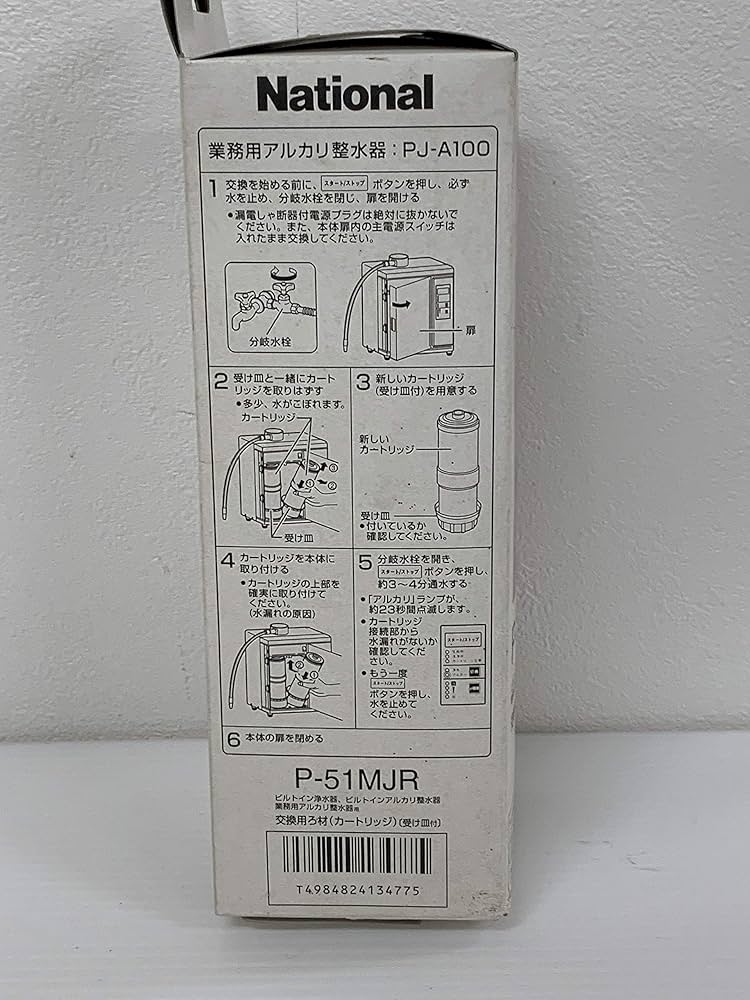 National
業務用アルカリ整水器：PJ-A100
1 交換を始める前に、スタート/ストップ ボタンを押し、必ず
水を止め、分岐水栓を閉じ、扉を開ける
●漏電しゃ断器付電源プラグは絶対に抜かないで
ください。また、本体扉内の主電源スイッチは
入れたまま交換してください。
分岐水栓
扉
2 受け皿と一緒にカート
リッジを取りはずす
●多少、水がこぼれます。
カートリッジ
③
①
②
受け皿
3 新しいカートリッジ
(受け皿付)を用意する
新しい
カートリッジ
受け皿
●付いているか
確認してください。
4 カートリッジを本体に
取り付ける
●カートリッジの上部を
確実に取り付けて
ください。
(水漏れの原因)
②
①
5 分岐水栓を開き、
スタート/ストップ ボタンを押し、
約3〜4分通水する
●「アルカリ」ランプが、
約23秒間点滅します。
●カートリッジ
接続部から
水漏れがないか
確認してくだ
さい。
●もう一度
スタート/ストップ
ボタンを押し、
水を止めて
ください。
スタート/ストップ
6 本体の扉を閉める
P-51MJR
ビルトイン浄水器、ビルトインアルカリ整水器
業務用アルカリ整水器用
交換用ろ材(カートリッジ)〔受け皿付〕
T4984824134775